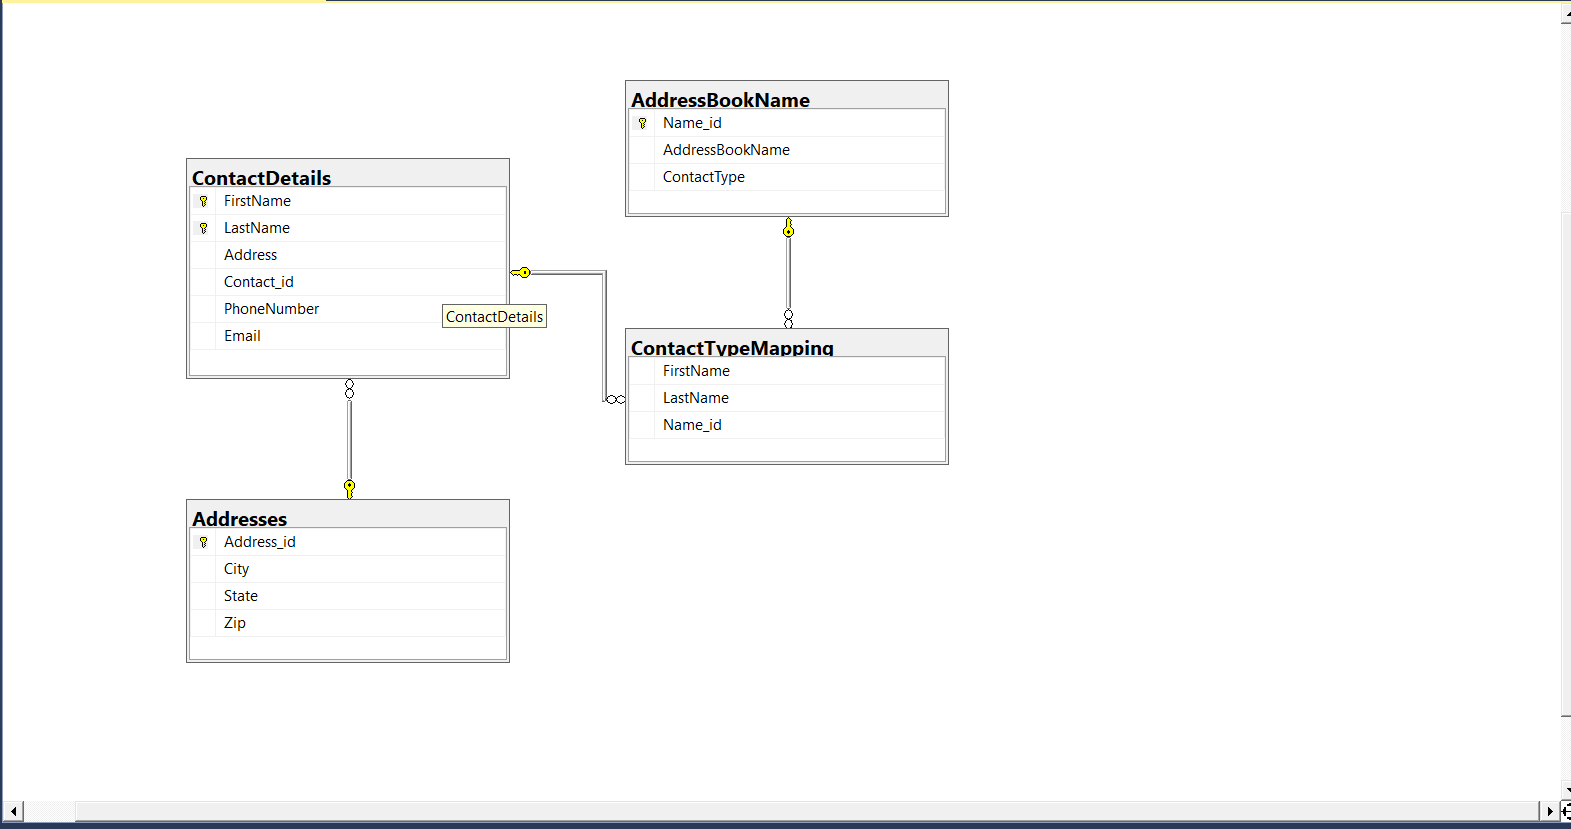 AddressBookName
Name_id
AddressBookName
ContactType
ContactDetails
FirstName
LastName
Address
Contact_id
PhoneNumber
Email
ContactDetails
ContactTypeMapping
FirstName
LastName
Name_id
Addresses
Address_id
City
State
Zip